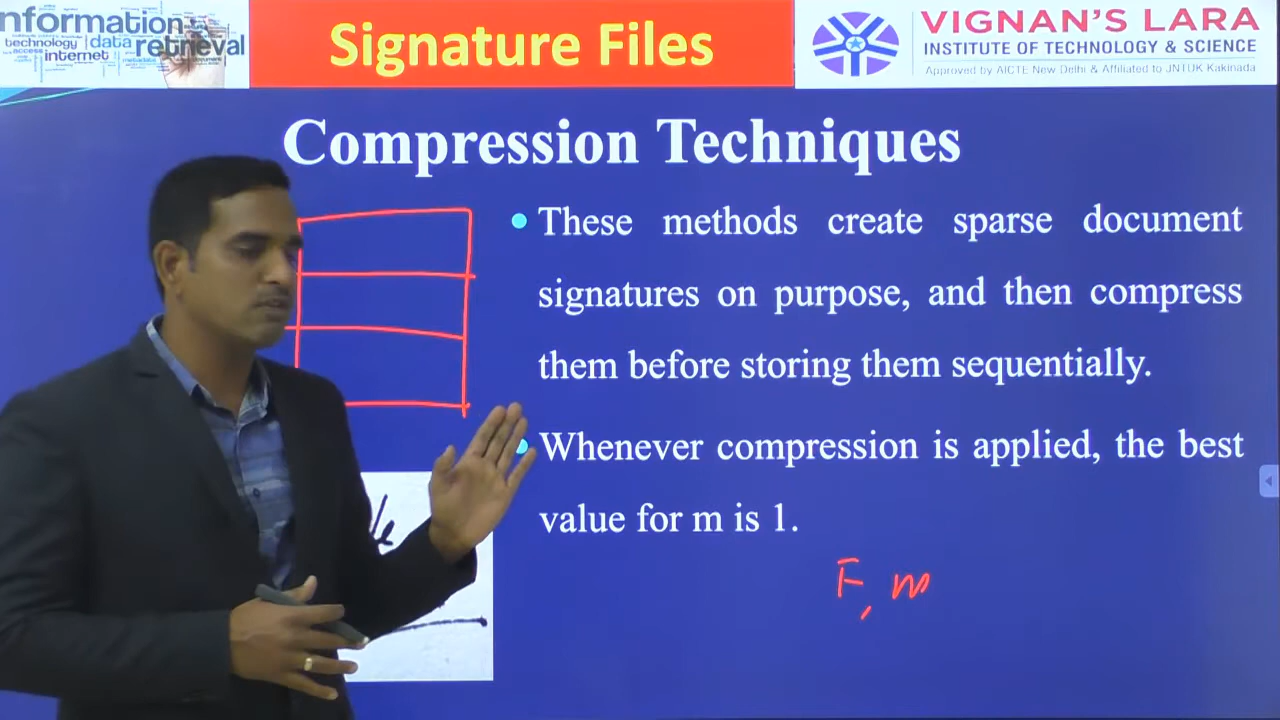 information
technology data retrieval
access
internet
Signature Files
VIGNAN'S LARA
INSTITUTE OF TECHNOLOGY & SCIENCE
Approved by AICTE New Delhi & Affiliated to JNTUK Kakinada
Compression Techniques
These methods create sparse document
signatures on purpose, and then compress
them before storing them sequentially.
Whenever compression is applied, the best
value for m is 1.
F, m